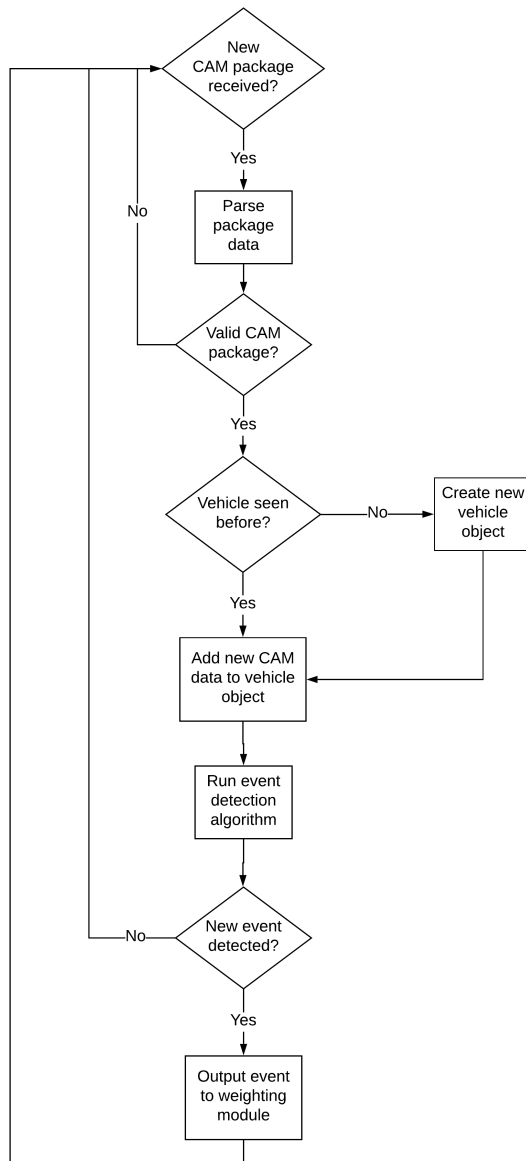 New
CAM package
received?
Yes
No
Parse
package
data
Valid CAM
package?
Yes
Vehicle seen
before?
No
Create new
vehicle
object
Yes
Add new CAM
data to vehicle
object
Run event
detection
algorithm
New event
detected?
No
Yes
Output event
to weighting
module